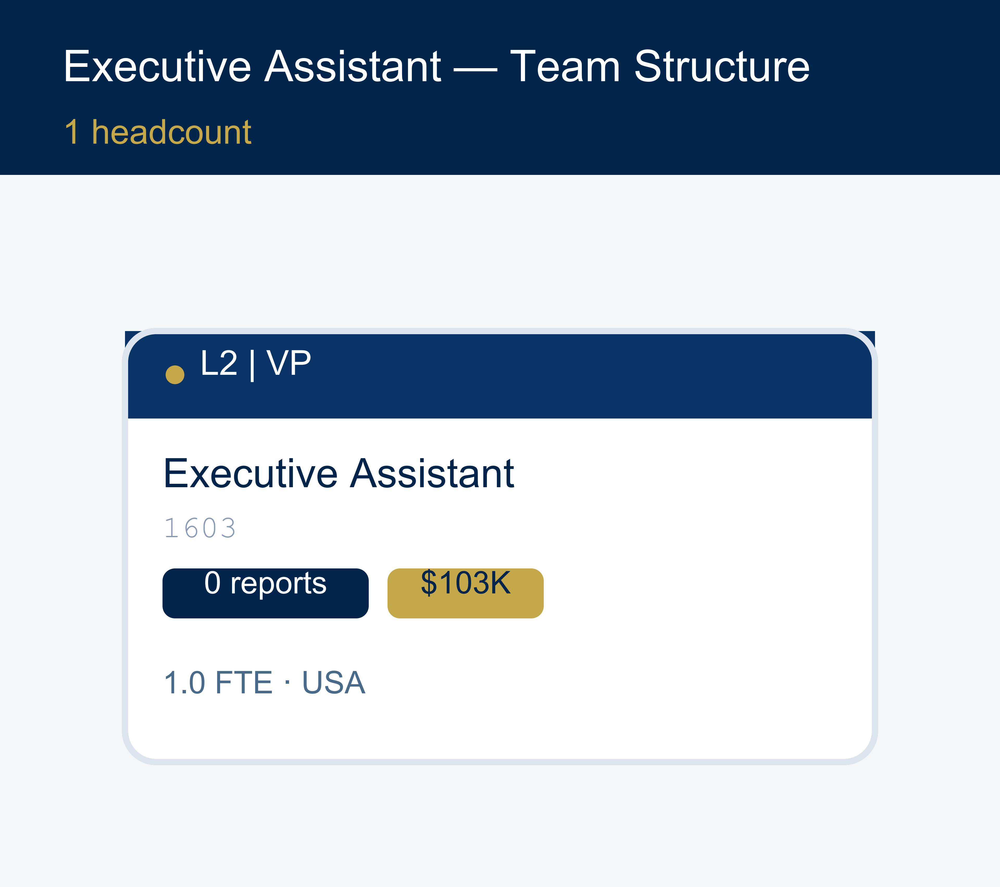 Executive Assistant — Team Structure
1 headcount
L2 | VP
Executive Assistant
1603
0 reports
$103K
1.0 FTE · USA